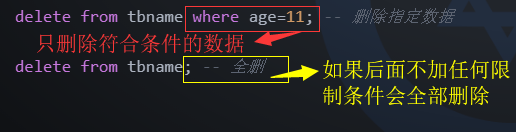 delete from tbname where age=11; -- 删除指定数据
只删除符合条件的数据
delete from tbname; -- 全删
如果后面不加任何限
制条件会全部删除